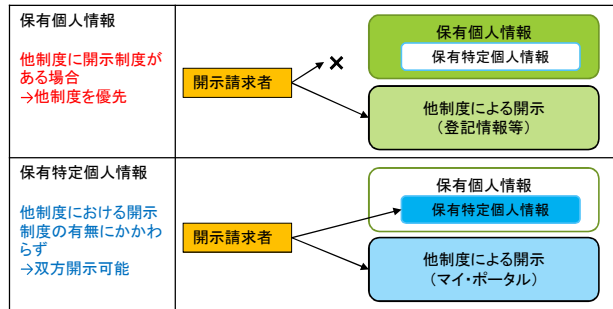 保有個人情報
他制度に開示制度が
ある場合
→他制度を優先
開示請求者
×
保有個人情報
保有特定個人情報
他制度による開示
（登記情報等）
保有特定個人情報
他制度における開示
制度の有無にかかわ
らず
→双方開示可能
開示請求者
保有個人情報
保有特定個人情報
他制度による開示
（マイ・ポータル）